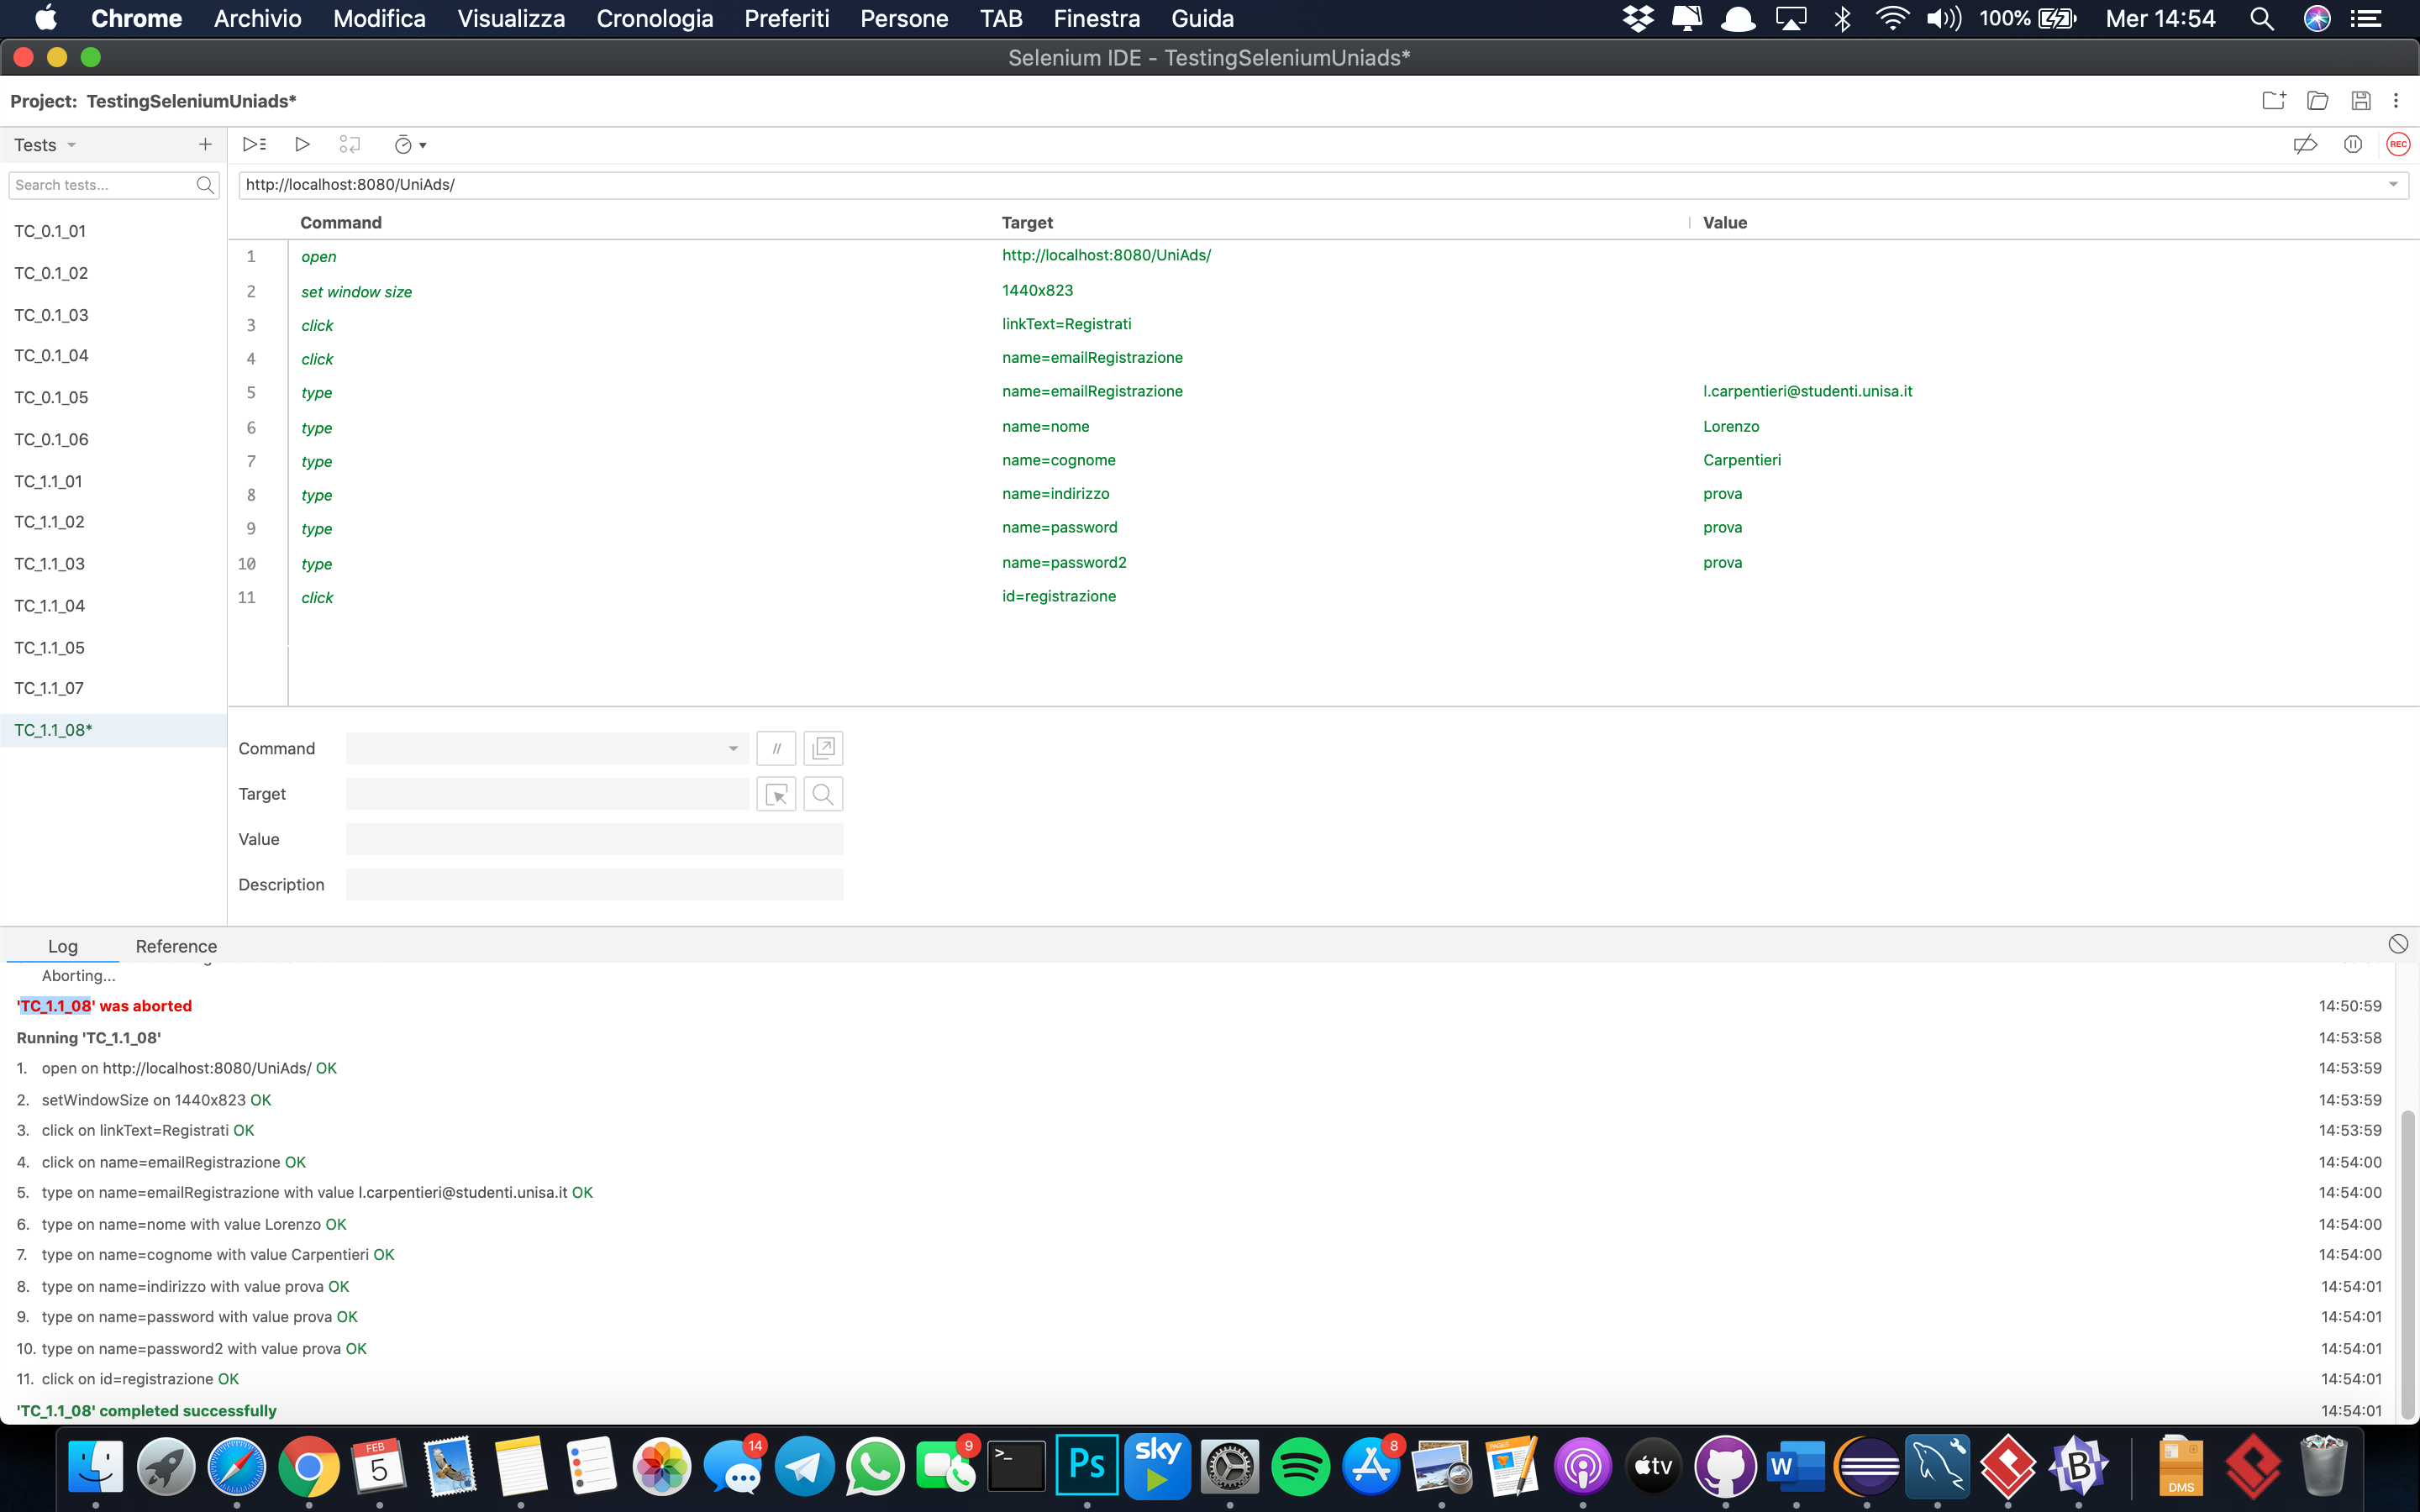 Chrome Archivio Modifica Visualizza Cronologia Preferiti Persone TAB Finestra Guida 100% Mer 14:54
Selenium IDE - TestingSeleniumUniads*
Project: TestingSeleniumUniads*
Tests
REC
Search tests...
http://localhost:8080/UniAds/
Command Target Value
TC_0.1_01
TC_0.1_02
TC_0.1_03
TC_0.1_04
TC_0.1_05
TC_0.1_06
TC_1.1_01
TC_1.1_02
TC_1.1_03
TC_1.1_04
TC_1.1_05
TC_1.1_07
TC_1.1_08*
1 open http://localhost:8080/UniAds/
2 set window size 1440x823
3 click linkText=Registrati
4 click name=emailRegistrazione
5 type name=emailRegistrazione l.carpentieri@studenti.unisa.it
6 type name=nome Lorenzo
7 type name=cognome Carpentieri
8 type name=indirizzo prova
9 type name=password prova
10 type name=password2 prova
11 click id=registrazione
Command //
Target
Value
Description
Log Reference
Aborting...
'TC_1.1_08' was aborted 14:50:59
Running 'TC_1.1_08' 14:53:58
1. open on http://localhost:8080/UniAds/ OK 14:53:59
2. setWindowSize on 1440x823 OK 14:53:59
3. click on linkText=Registrati OK 14:53:59
4. click on name=emailRegistrazione OK 14:54:00
5. type on name=emailRegistrazione with value l.carpentieri@studenti.unisa.it OK 14:54:00
6. type on name=nome with value Lorenzo OK 14:54:00
7. type on name=cognome with value Carpentieri OK 14:54:00
8. type on name=indirizzo with value prova OK 14:54:01
9. type on name=password with value prova OK 14:54:01
10. type on name=password2 with value prova OK 14:54:01
11. click on id=registrazione OK 14:54:01
'TC_1.1_08' completed successfully 14:54:01
FEB 5 14 9 >_ Ps sky 8 PAGES tv W B DMS